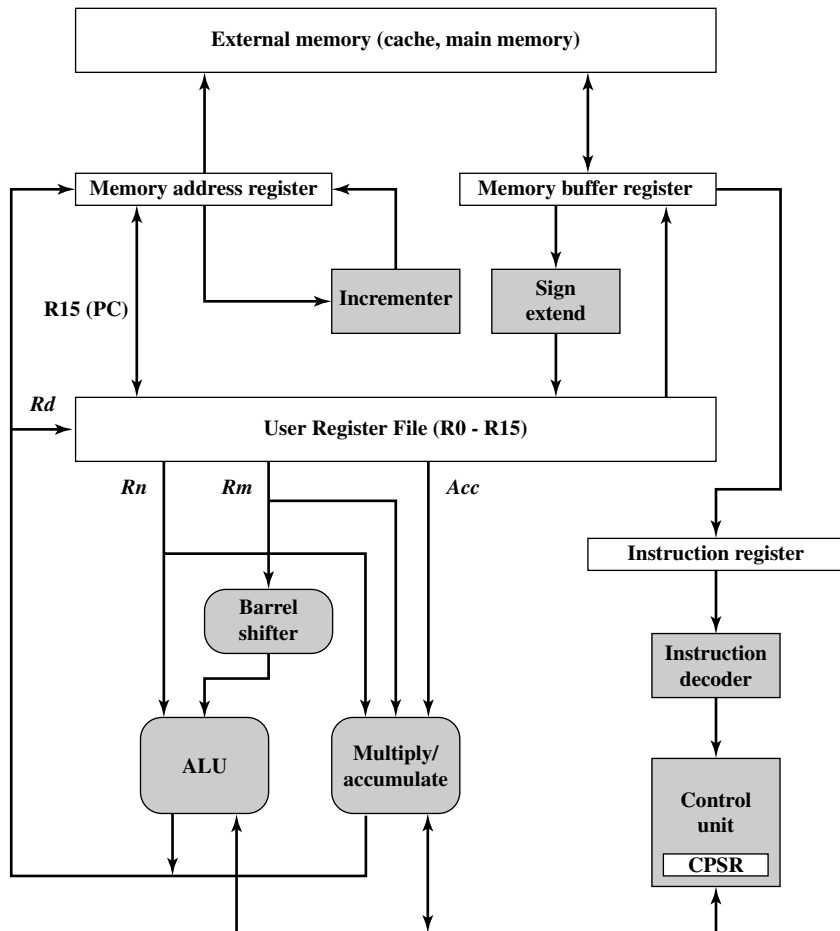 External memory (cache, main memory)
Memory address register
Memory buffer register
Incrementer
Sign
extend
R15 (PC)
Rd
User Register File (R0 - R15)
Rn
Rm
Acc
Instruction register
Barrel
shifter
Instruction
decoder
ALU
Multiply/
accumulate
Control
unit
CPSR